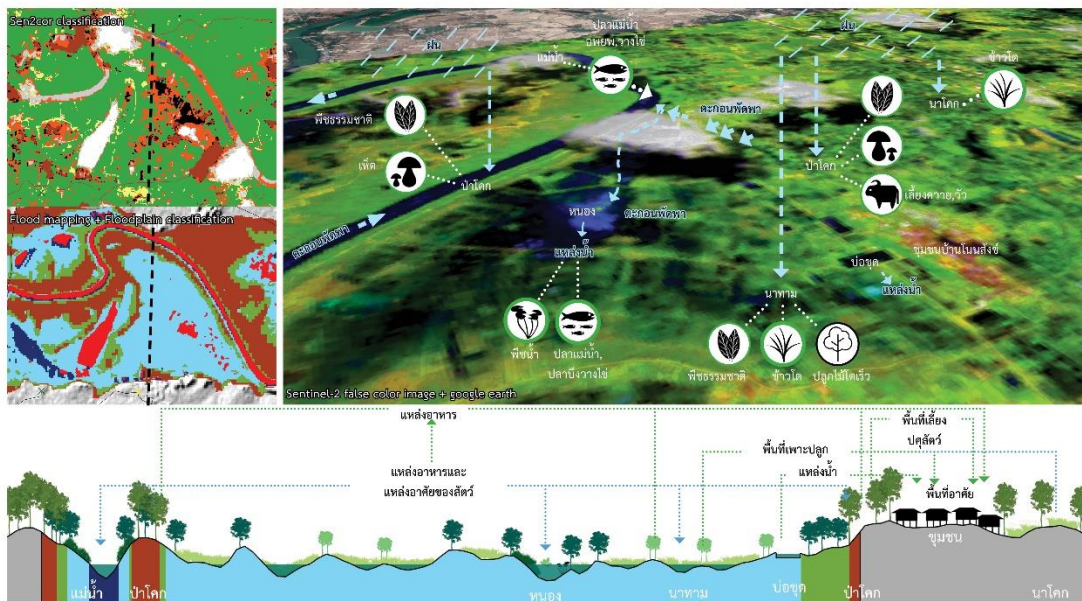 Sen2cor classification
Flood mapping + Floodplain classification
ฝน
ปลาแม่น้ำ
อพยพ,วางไข่
แม่น้ำ
ฝน
ข้าวโต
นาโคก
ตะกอนพัดพา
พืชธรรมชาติ
เห็ด
ป่าโคก
ป่าโคก
เลี้ยงควาย,วัว
หนอง
ตะกอนพัดพา
แหล่งน้ำ
ตะกอนพัดพา
ชุมชนบ้านโนนสังข์
บ่อขุด
แหล่งน้ำ
นาทาม
พืชน้ำ
ปลาแม่น้ำ,
ปลาบึงวางไข่
พืชธรรมชาติ
ข้าวโต
ปลูกไม้โตเร็ว
Sentinel-2 false color image + google earth
แหล่งอาหาร
พื้นที่เลี้ยง
ปศุสัตว์
พื้นที่เพาะปลูก
แหล่งอาหารและ
แหล่งอาศัยของสัตว์
แหล่งน้ำ
พื้นที่อาศัย
ชุมชน
แม่น้ำ
ป่าโคก
หนอง
นาทาม
บ่อขุด
ป่าโคก
นาโคก